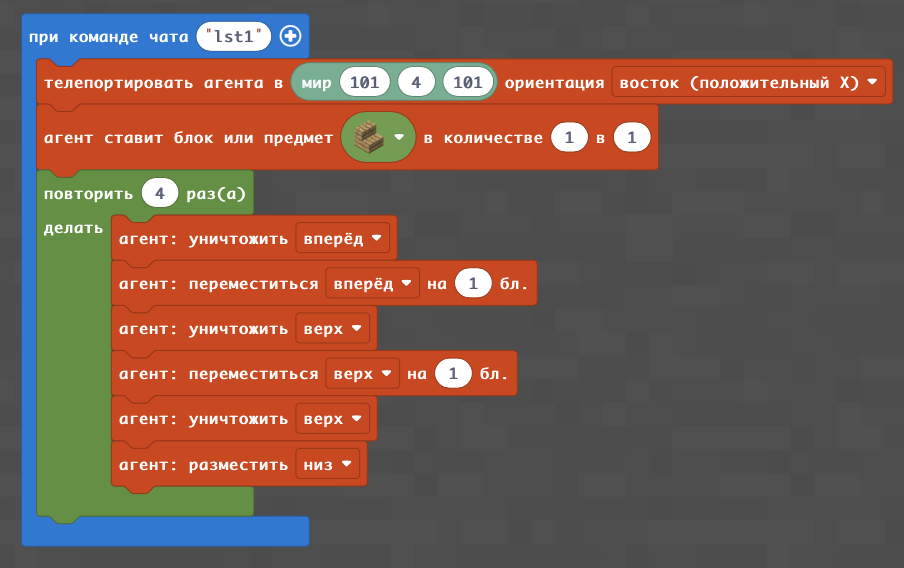 при команде чата "lst1"
телепортировать агента в мир 101 4 101 ориентация восток (положительный X)
агент ставит блок или предмет в количестве 1 в 1
повторить 4 раз(а)
делать
агент: уничтожить вперёд
агент: переместиться вперёд на 1 бл.
агент: уничтожить верх
агент: переместиться верх на 1 бл.
агент: уничтожить верх
агент: разместить низ